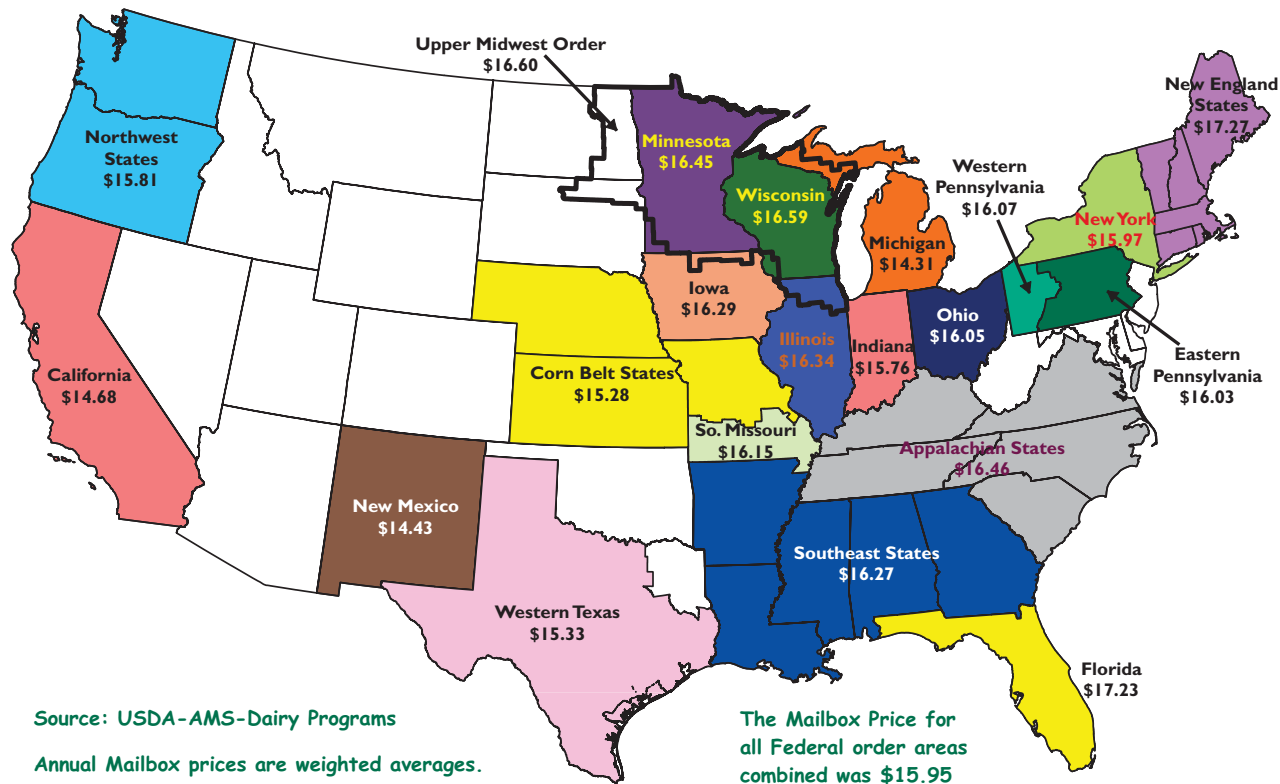 Upper Midwest Order
$16.60
New England
States
$17.27
Northwest
States
$15.81
Minnesota
$16.45
Western
Pennsylvania
$16.07
Wisconsin
$16.59
New York
$15.97
Michigan
$14.31
Iowa
$16.29
Ohio
$16.05
Illinois
$16.34
Indiana
$15.76
Eastern
Pennsylvania
$16.03
California
$14.68
Corn Belt States
$15.28
So. Missouri
$16.15
Appalachian States
$16.46
New Mexico
$14.43
Southeast States
$16.27
Western Texas
$15.33
Florida
$17.23
Source: USDA-AMS-Dairy Programs
Annual Mailbox prices are weighted averages.
The Mailbox Price for
all Federal order areas
combined was $15.95